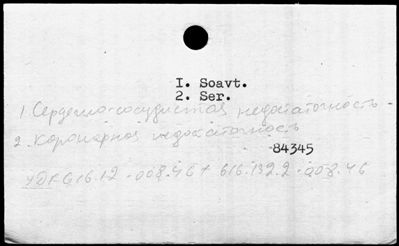 I. Soavt.
2. Ser.
1. Сердечно-сосудистая недостаточность -
2. Коронарная недостаточность
84345
УДК 616.12-008.46 + 616.132.2-008.46